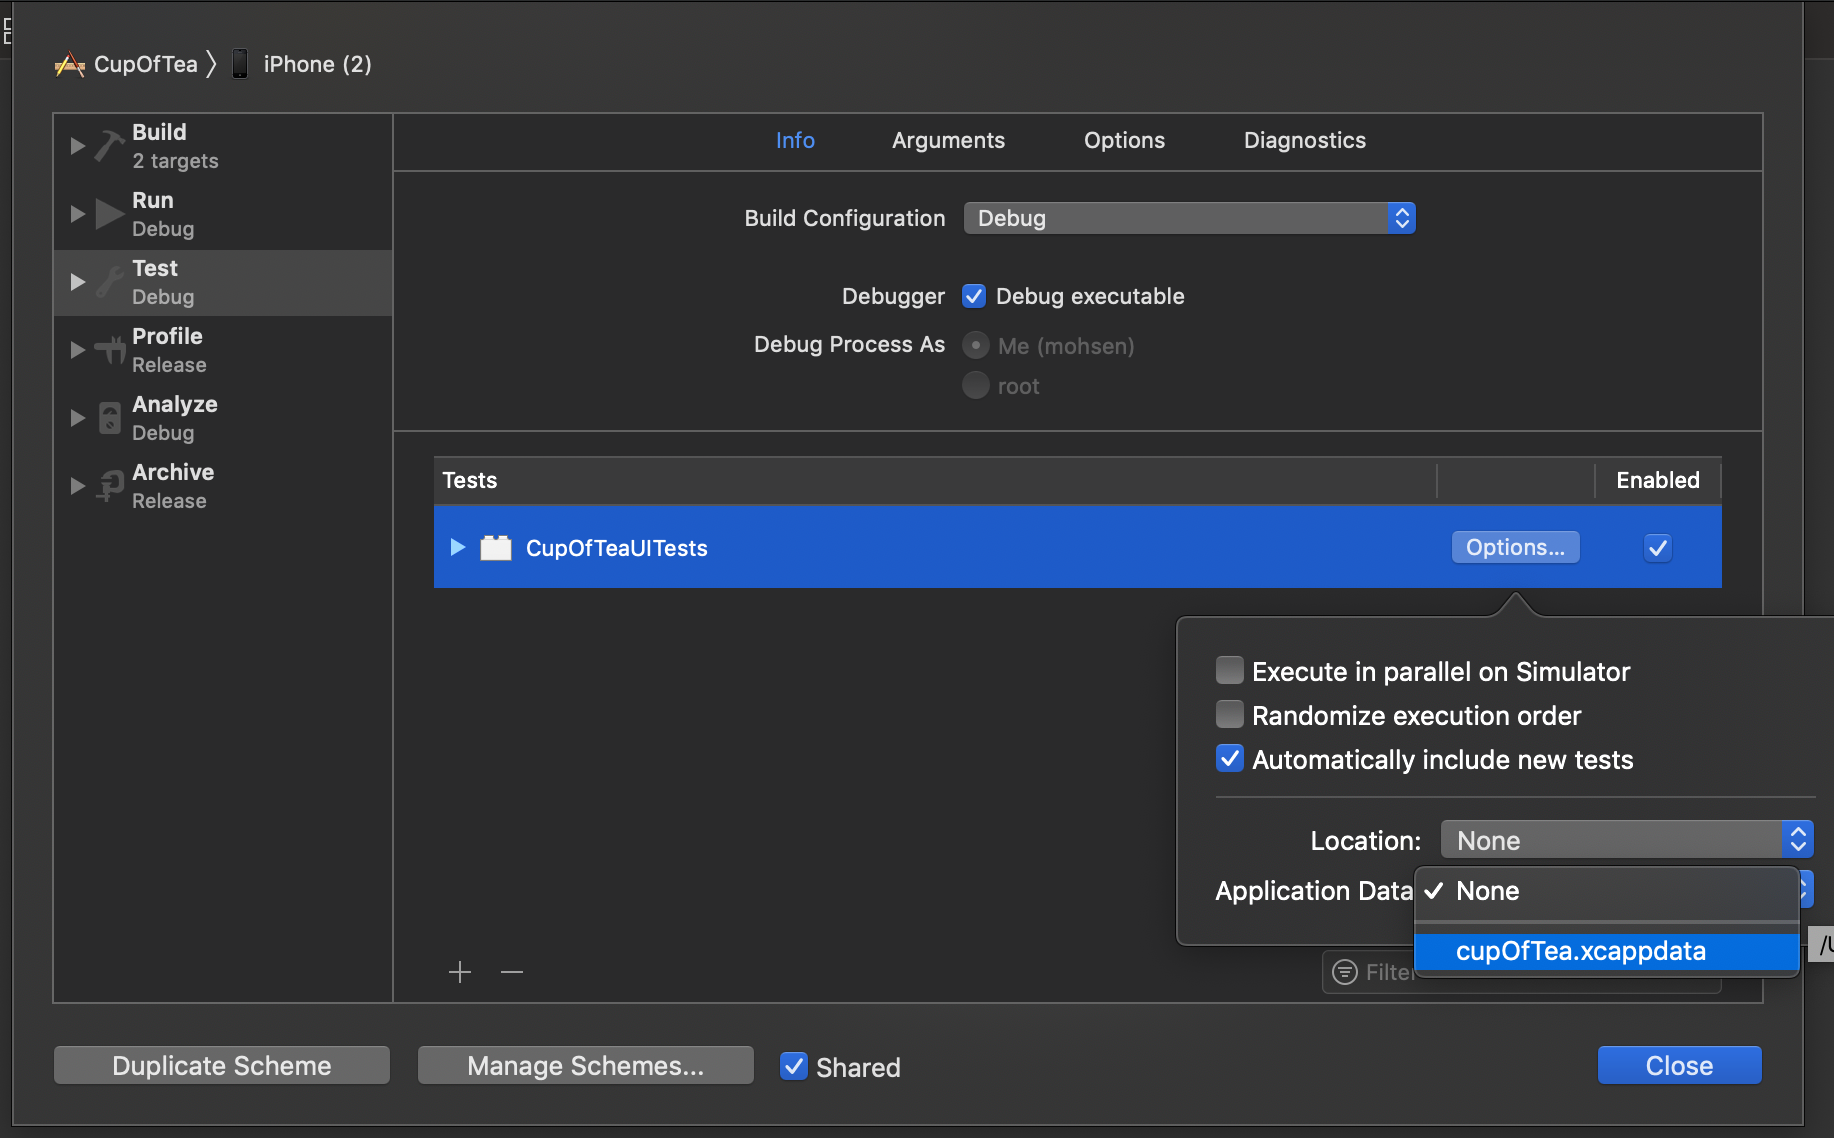 CupOfTea 〉 iPhone (2)
Build
2 targets
Run
Debug
Test
Debug
Profile
Release
Analyze
Debug
Archive
Release
Info Arguments Options Diagnostics
Build Configuration Debug
Debugger Debug executable
Debug Process As Me (mohsen)
root
Tests Enabled
CupOfTeaUITests Options...
Execute in parallel on Simulator
Randomize execution order
Automatically include new tests
Location: None
Application Data None
cupOfTea.xcappdata
Filter
Duplicate Scheme Manage Schemes... Shared Close